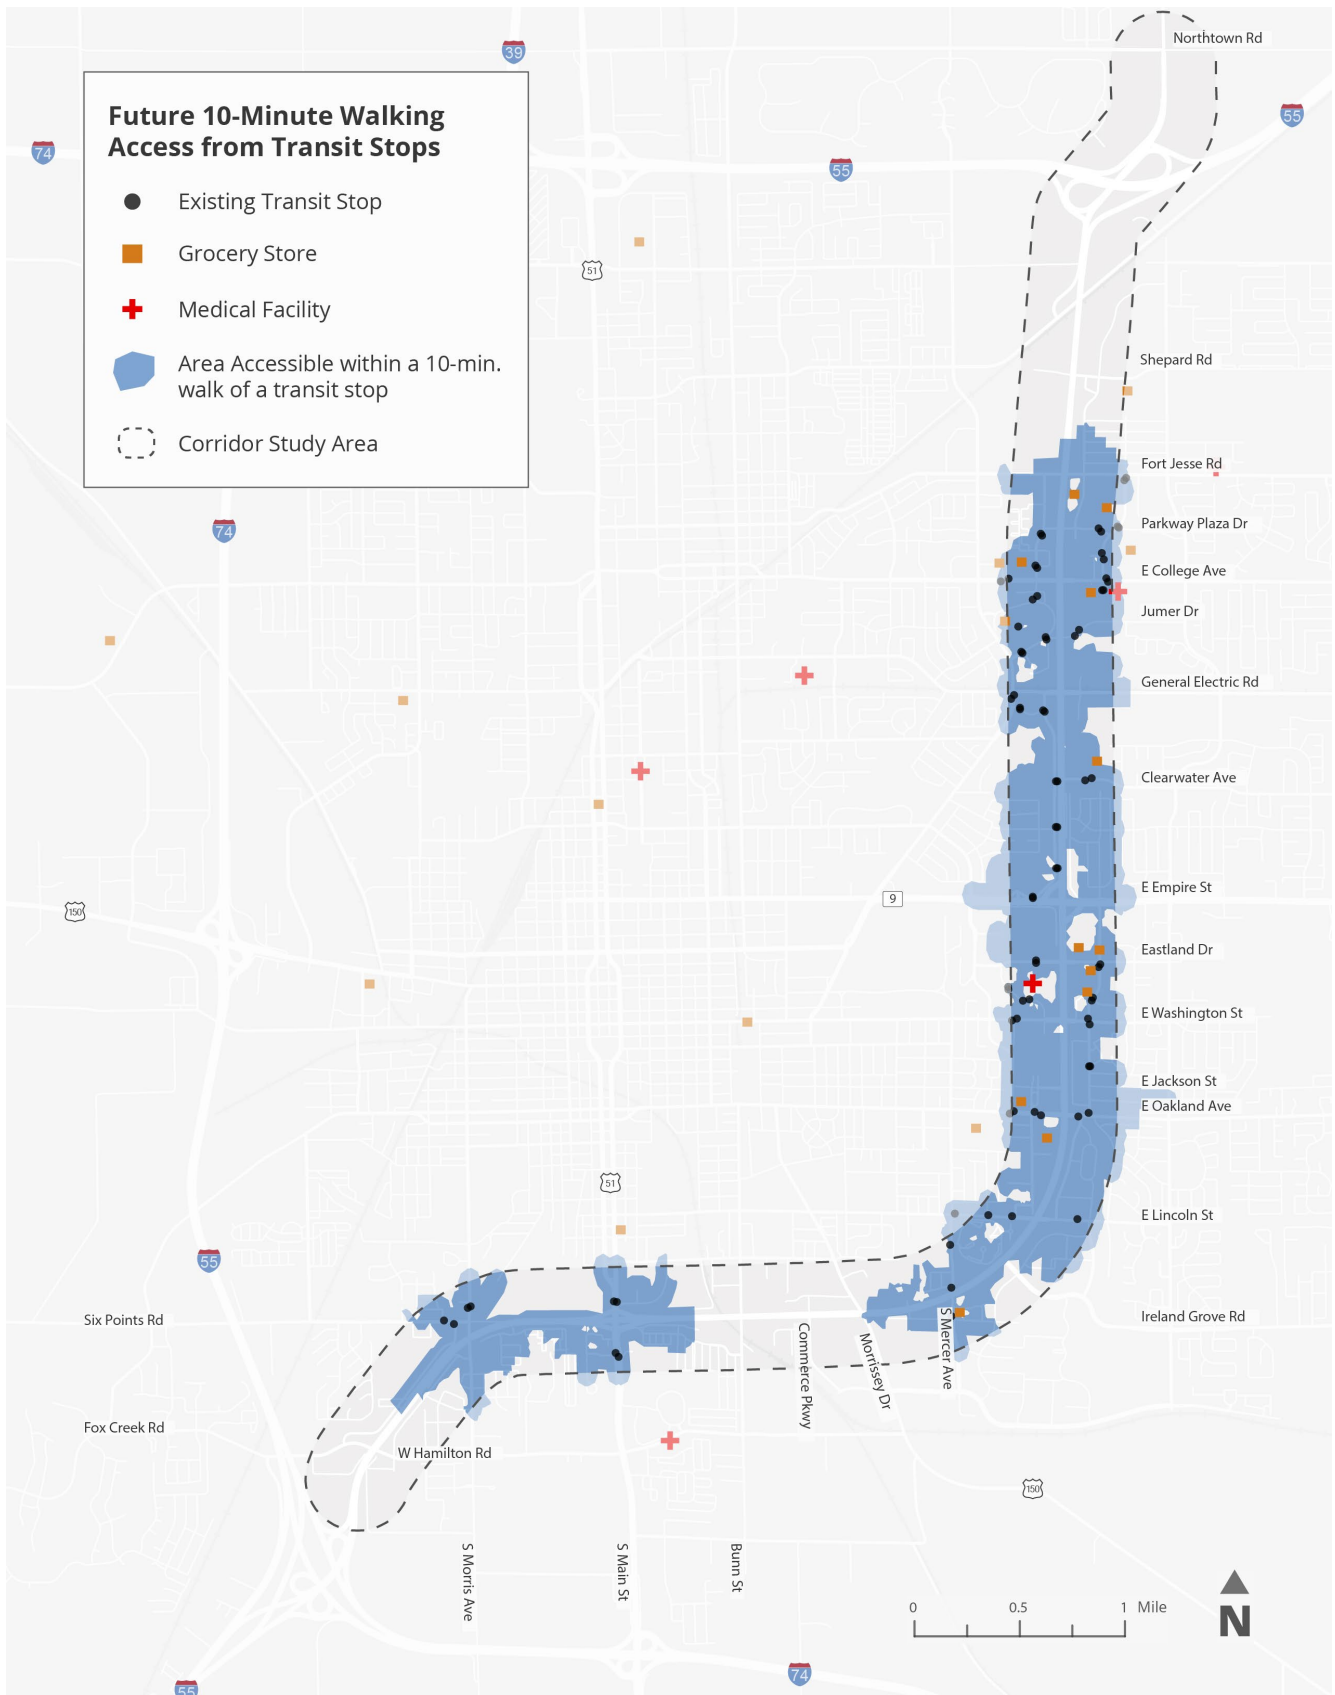 Northtown Rd
39
55
74
55
Future 10-Minute Walking
Access from Transit Stops
Existing Transit Stop
Grocery Store
Medical Facility
Area Accessible within a 10-min.
walk of a transit stop
Corridor Study Area
51
Shepard Rd
Fort Jesse Rd
Parkway Plaza Dr
74
E College Ave
Jumer Dr
General Electric Rd
Clearwater Ave
E Empire St
9
150
Eastland Dr
E Washington St
E Jackson St
E Oakland Ave
51
E Lincoln St
55
Six Points Rd
Ireland Grove Rd
S Mercer Ave
Morrissey Dr
Commerce Pkwy
Fox Creek Rd
W Hamilton Rd
150
S Morris Ave
S Main St
Bunn St
0 0.5 1 Mile
N
74
55